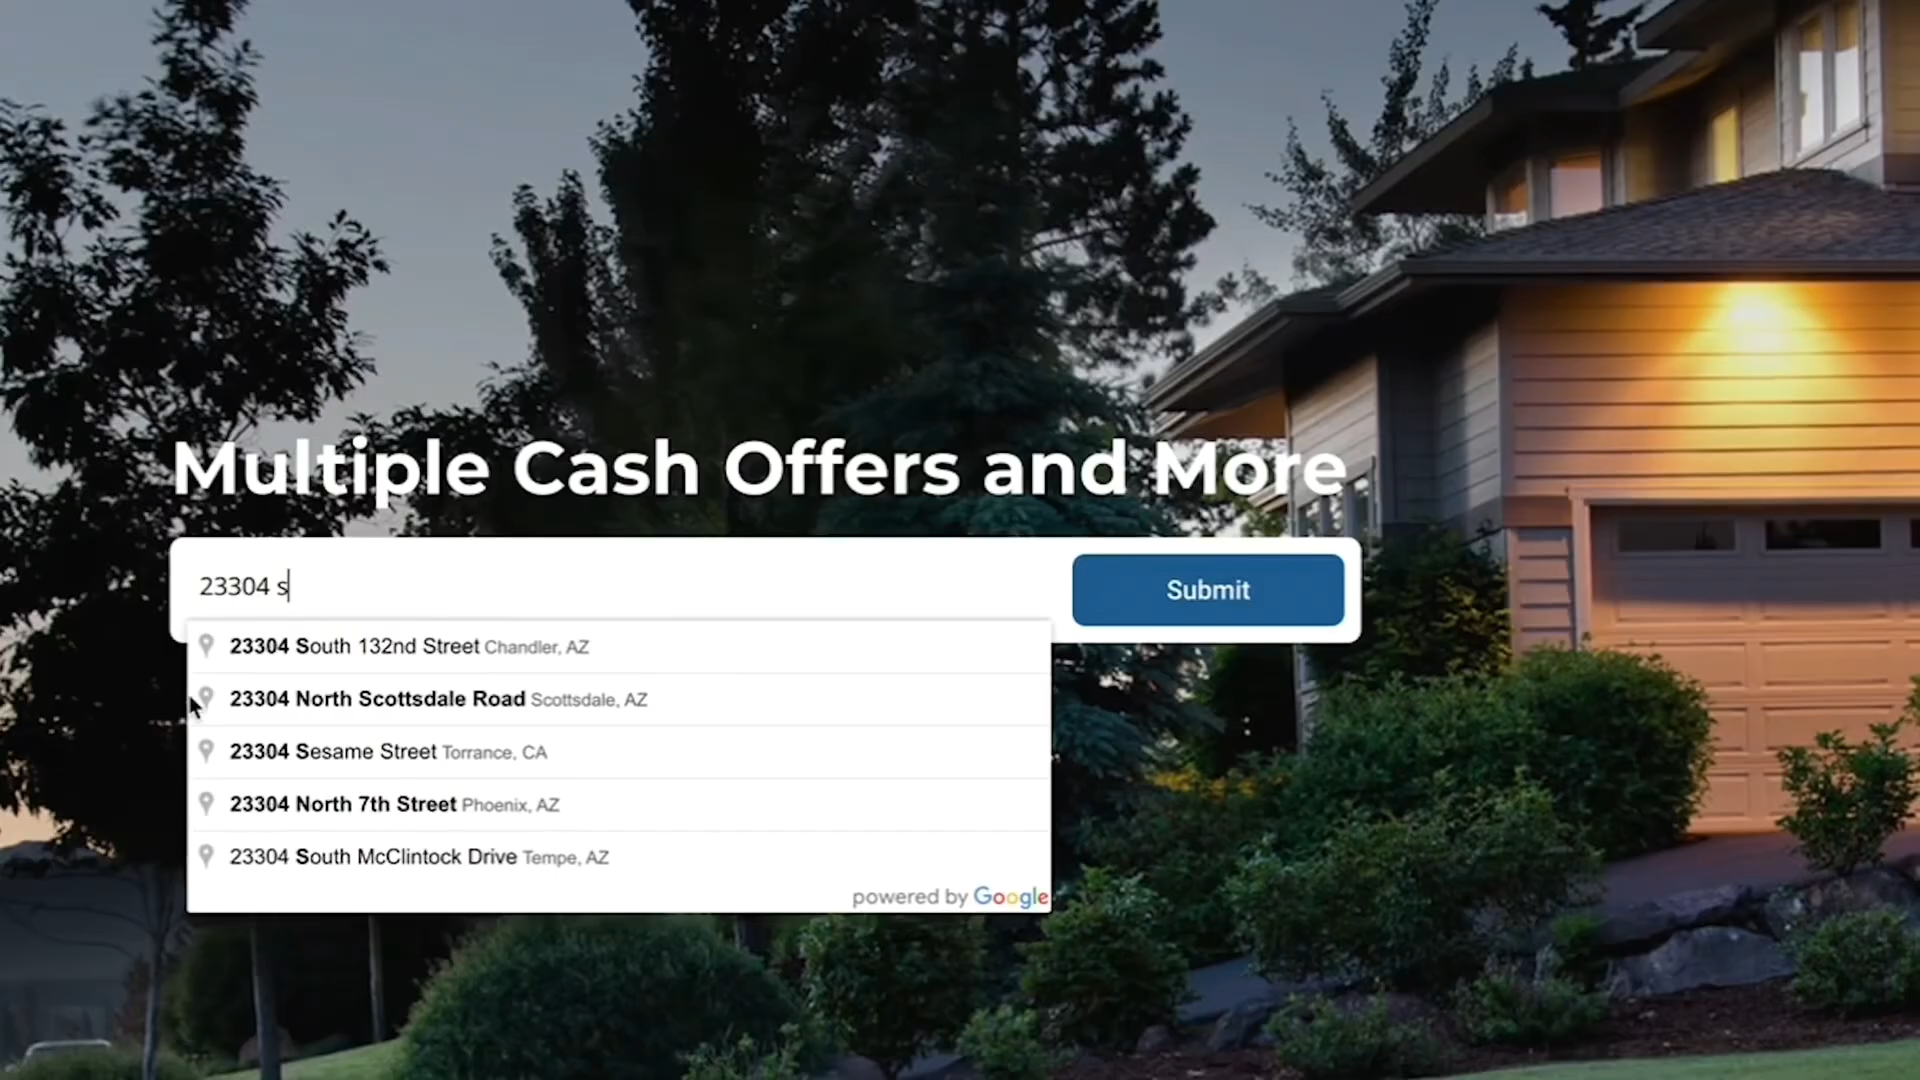 Multiple Cash Offers and More
23304 s
Submit
23304 South 132nd Street Chandler, AZ
23304 North Scottsdale Road Scottsdale, AZ
23304 Sesame Street Torrance, CA
23304 North 7th Street Phoenix, AZ
23304 South McClintock Drive Tempe, AZ
powered by Google